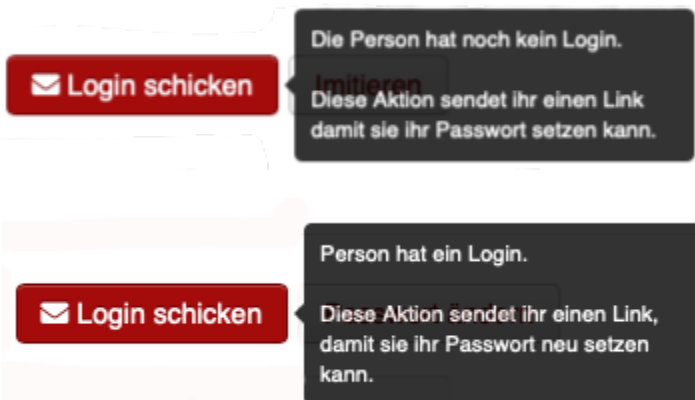 Login schicken
Die Person hat noch kein Login.
Imitieren
Diese Aktion sendet ihr einen Link
damit sie ihr Passwort setzen kann.
Login schicken
Person hat ein Login.
Diese Aktion sendet ihr einen Link,
damit sie ihr Passwort neu setzen
kann.